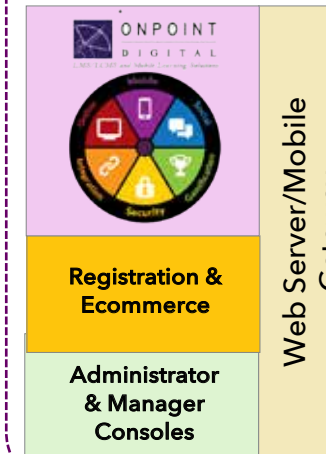 ONPOINT
DIGITAL
Mobile
Online
Social
Integration
Gamification
Security
Registration &
Ecommerce
Administrator
& Manager
Consoles
Web Server/Mobile